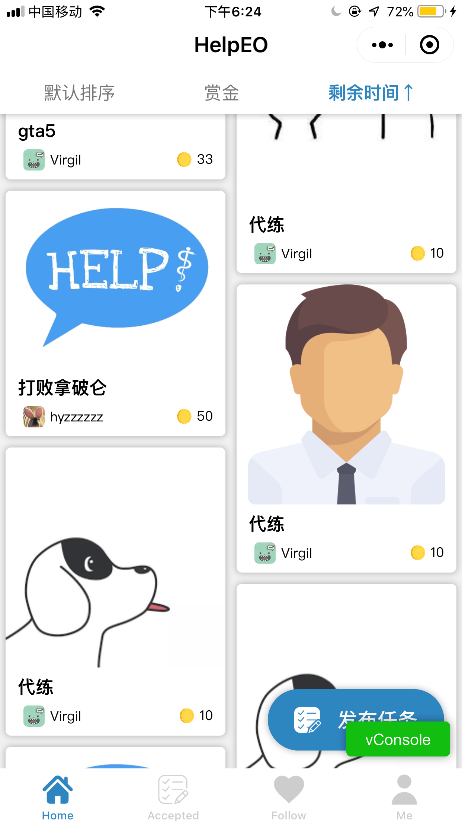 中国移动
下午6:24
72%
HelpEO
默认排序
赏金
剩余时间↑
gta5
Virgil
33
HELP!
打败拿破仑
hyzzzzzz
50
代练
Virgil
10
代练
Virgil
10
代练
Virgil
10
发布任务
vConsole
Home
Accepted
Follow
Me